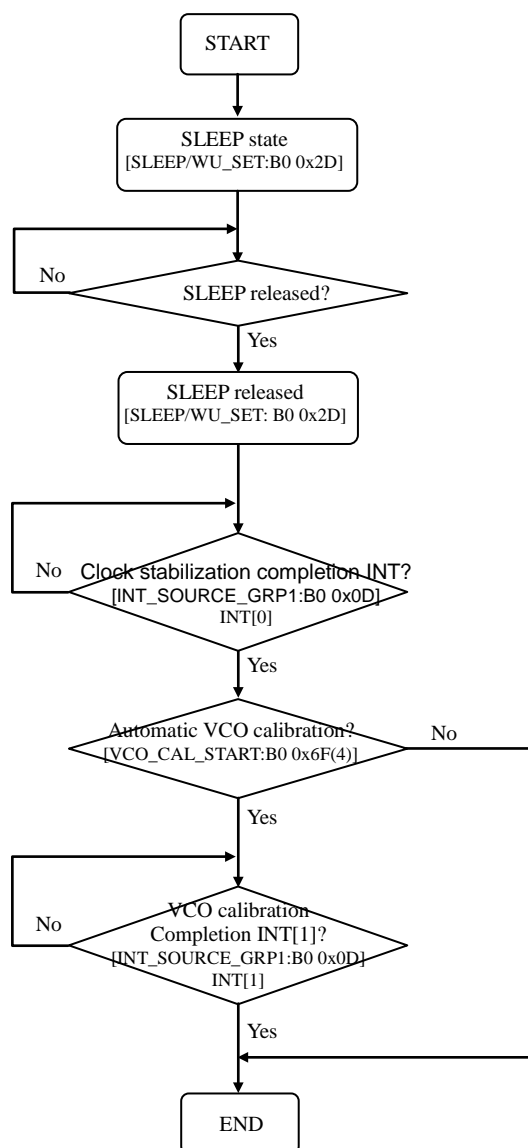 START
SLEEP state
[SLEEP/WU_SET:B0 0x2D]
No
SLEEP released?
Yes
SLEEP released
[SLEEP/WU_SET: B0 0x2D]
No
Clock stabilization completion INT?
[INT_SOURCE_GRP1:B0 0x0D]
INT[0]
Yes
Automatic VCO calibration?
[VCO_CAL_START:B0 0x6F(4)]
No
Yes
No
VCO calibration
Completion INT[1]?
[INT_SOURCE_GRP1:B0 0x0D]
INT[1]
Yes
END